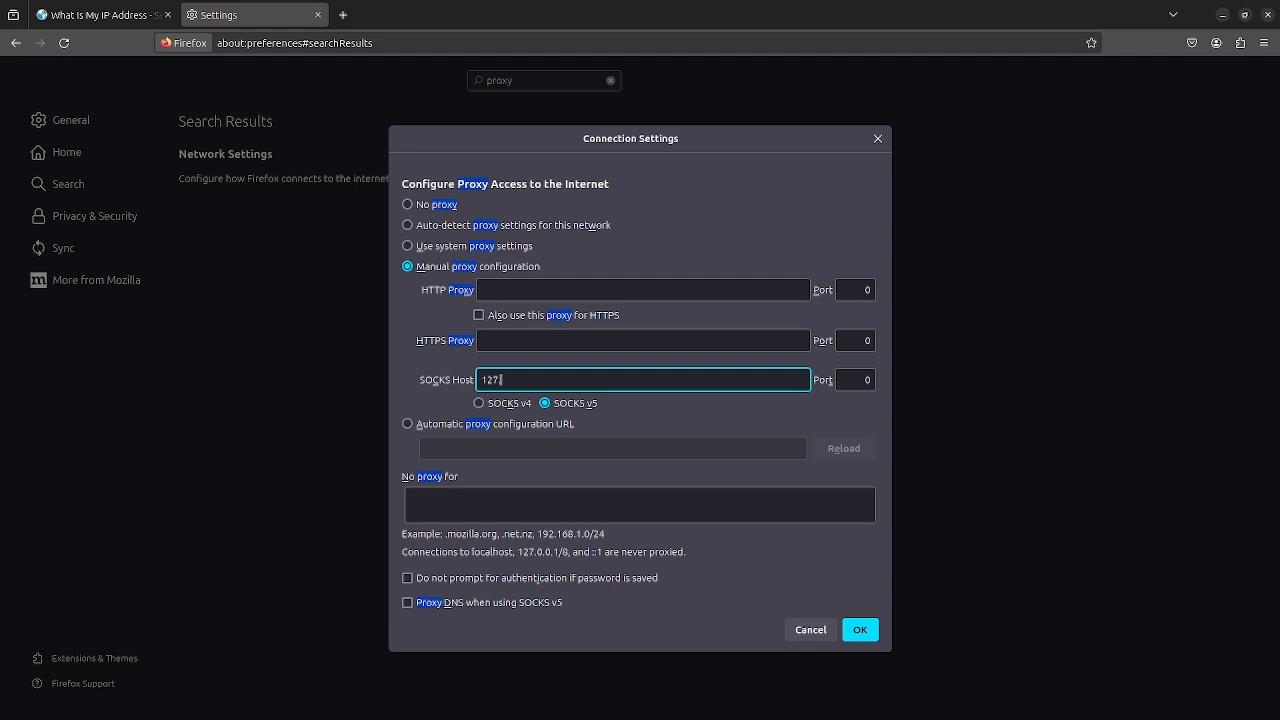 What Is My IP Address - Se
Settings
Firefox
about:preferences#searchResults
proxy
General
Home
Search
Privacy & Security
Sync
More from Mozilla
Extensions & Themes
Firefox Support
Search Results
Network Settings
Configure how Firefox connects to the internet
Connection Settings
Configure Proxy Access to the Internet
No proxy
Auto-detect proxy settings for this network
Use system proxy settings
Manual proxy configuration
HTTP Proxy Port 0
Also use this proxy for HTTPS
HTTPS Proxy Port 0
SOCKS Host 127. Port 0
SOCKS v4 SOCKS v5
Automatic proxy configuration URL
Reload
No proxy for
Example: .mozilla.org, .net.nz, 192.168.1.0/24
Connections to localhost, 127.0.0.1/8, and ::1 are never proxied.
Do not prompt for authentication if password is saved
Proxy DNS when using SOCKS v5
Cancel OK